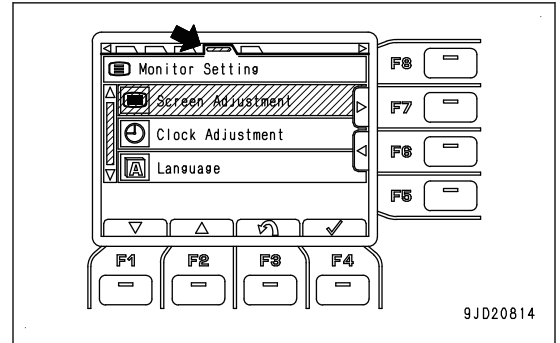 Monitor Setting
F8
Screen Adjustment
F7
Clock Adjustment
F6
A Language
F5
F1 F2 F3 F4
9JD20814